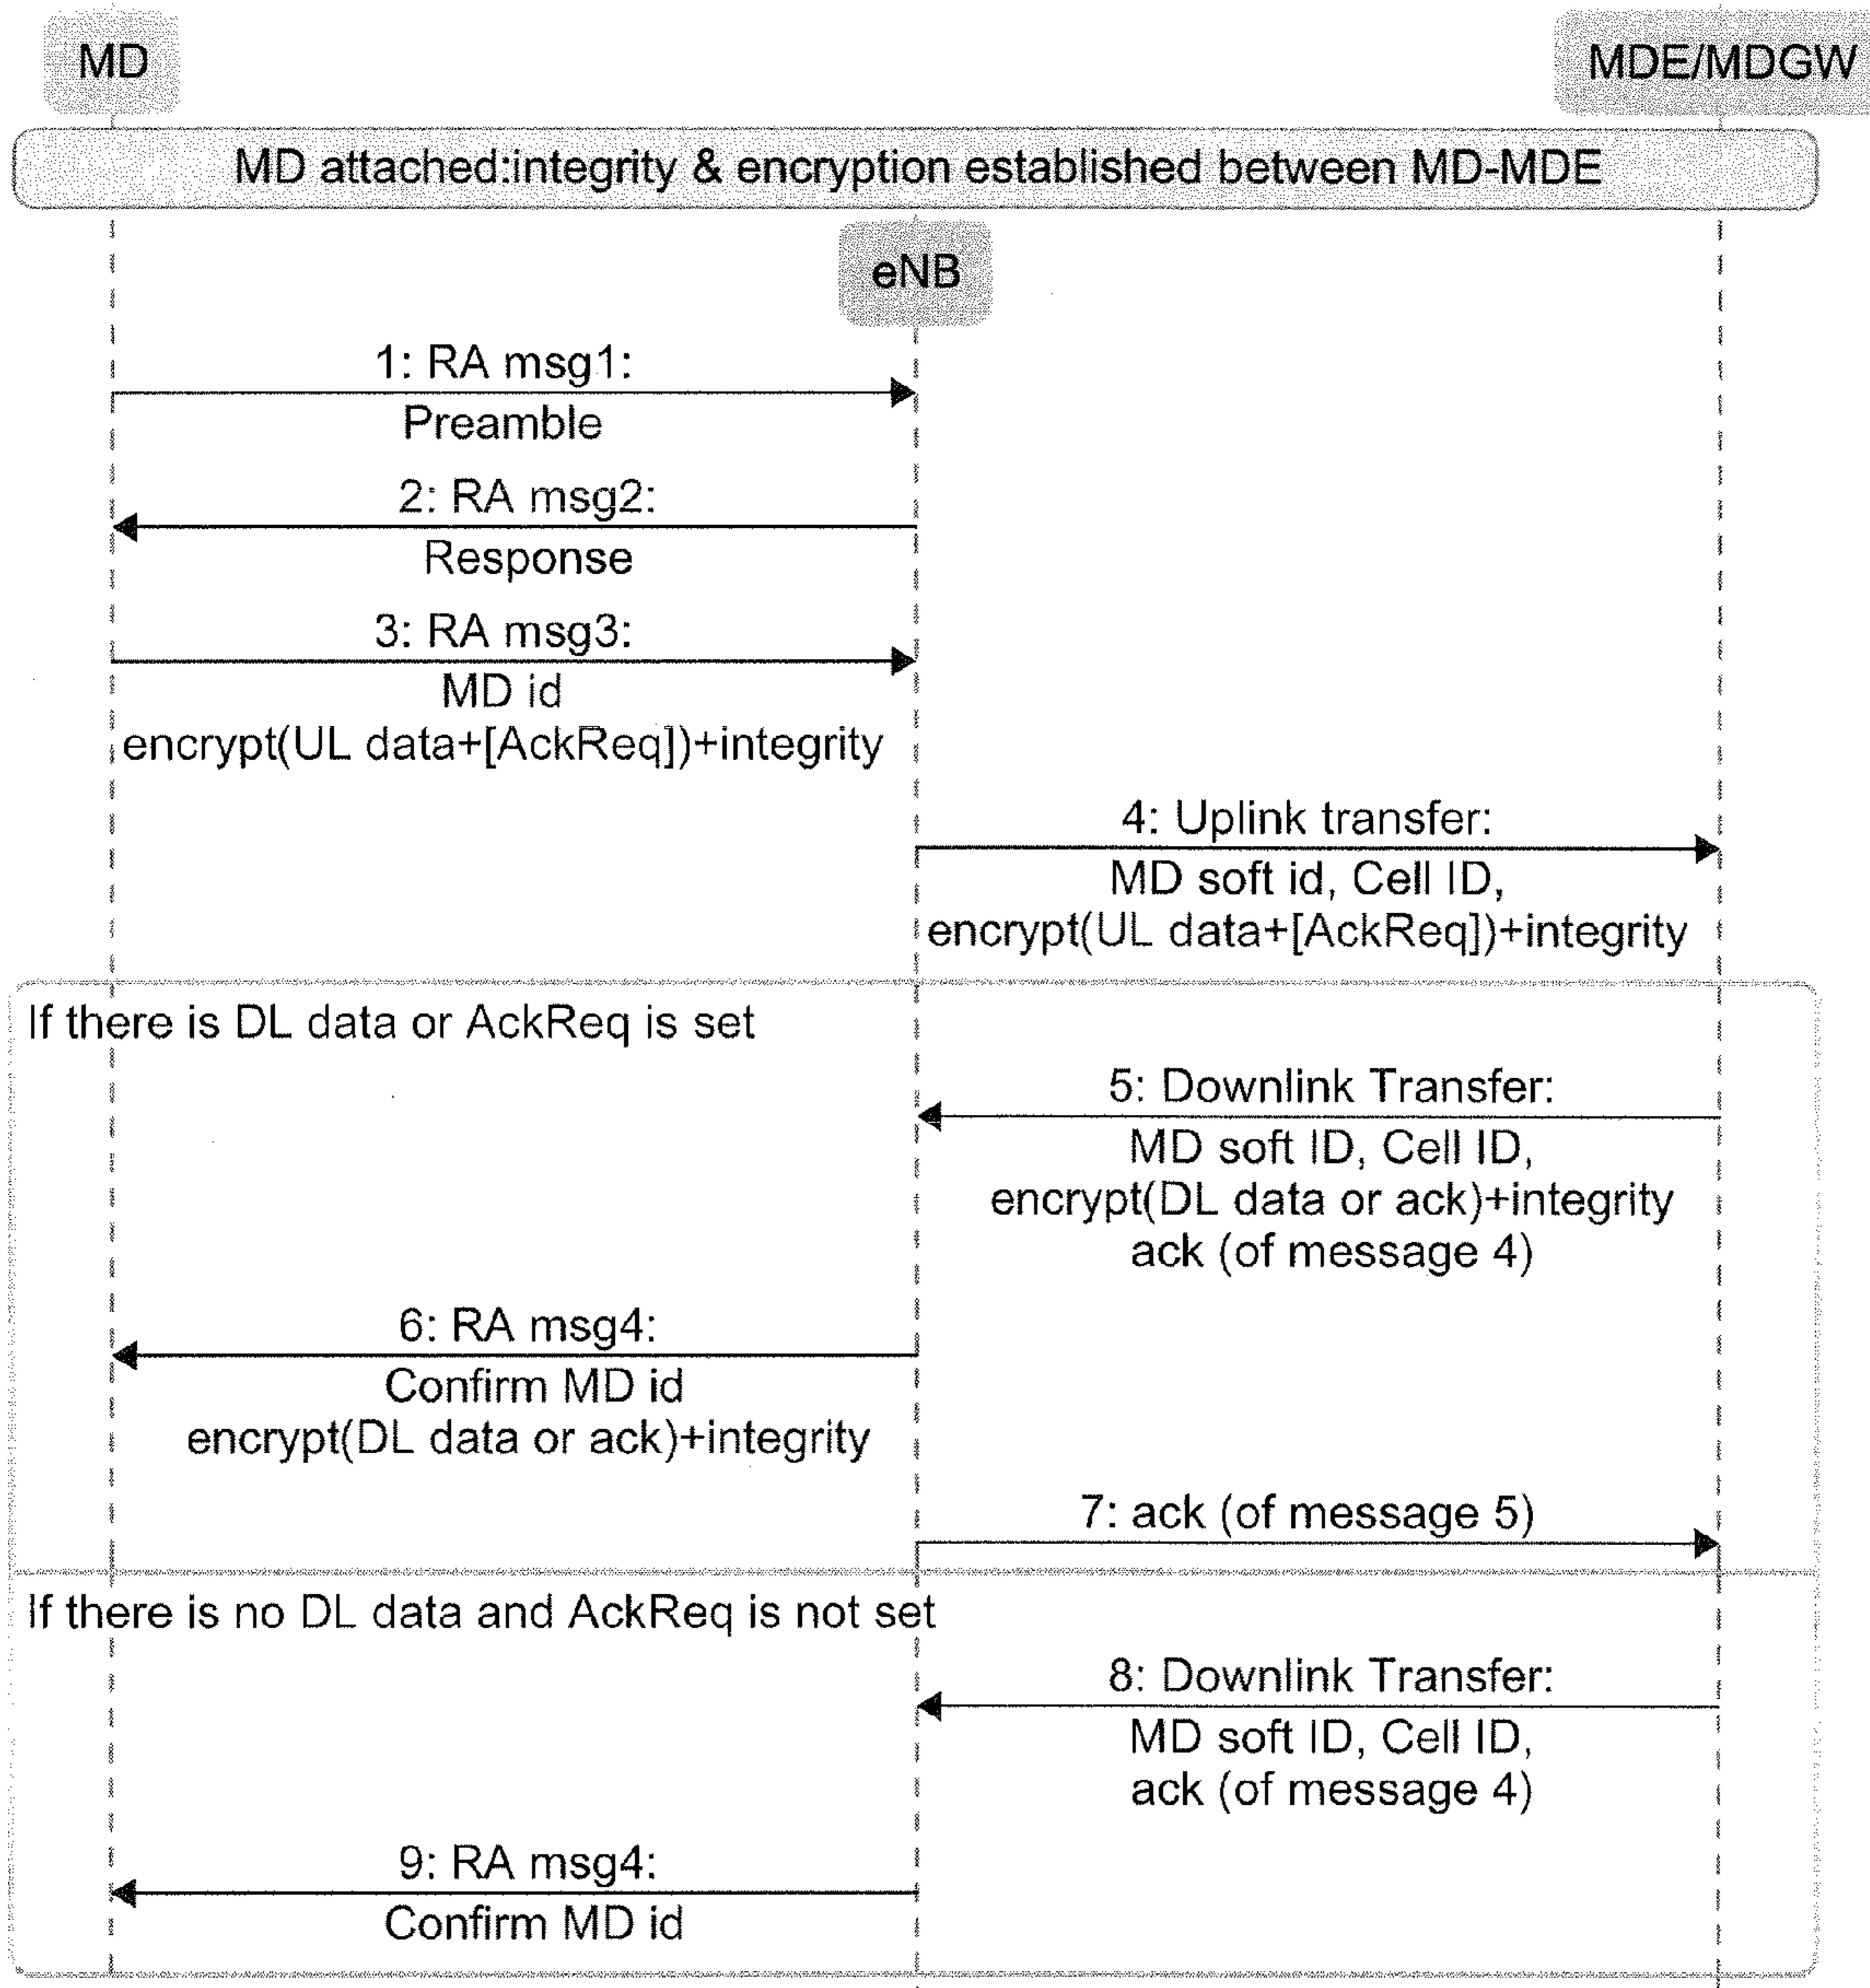 MD
MDE/MDGW
MD attached:integrity & encryption established between MD-MDE
eNB
1: RA msg1:
Preamble
2: RA msg2:
Response
3: RA msg3:
MD id
encrypt(UL data+[AckReq])+integrity
4: Uplink transfer:
MD soft id, Cell ID,
encrypt(UL data+[AckReq])+integrity
If there is DL data or AckReq is set
5: Downlink Transfer:
MD soft ID, Cell ID,
encrypt(DL data or ack)+integrity
ack (of message 4)
6: RA msg4:
Confirm MD id
encrypt(DL data or ack)+integrity
7: ack (of message 5)
If there is no DL data and AckReq is not set
8: Downlink Transfer:
MD soft ID, Cell ID,
ack (of message 4)
9: RA msg4:
Confirm MD id